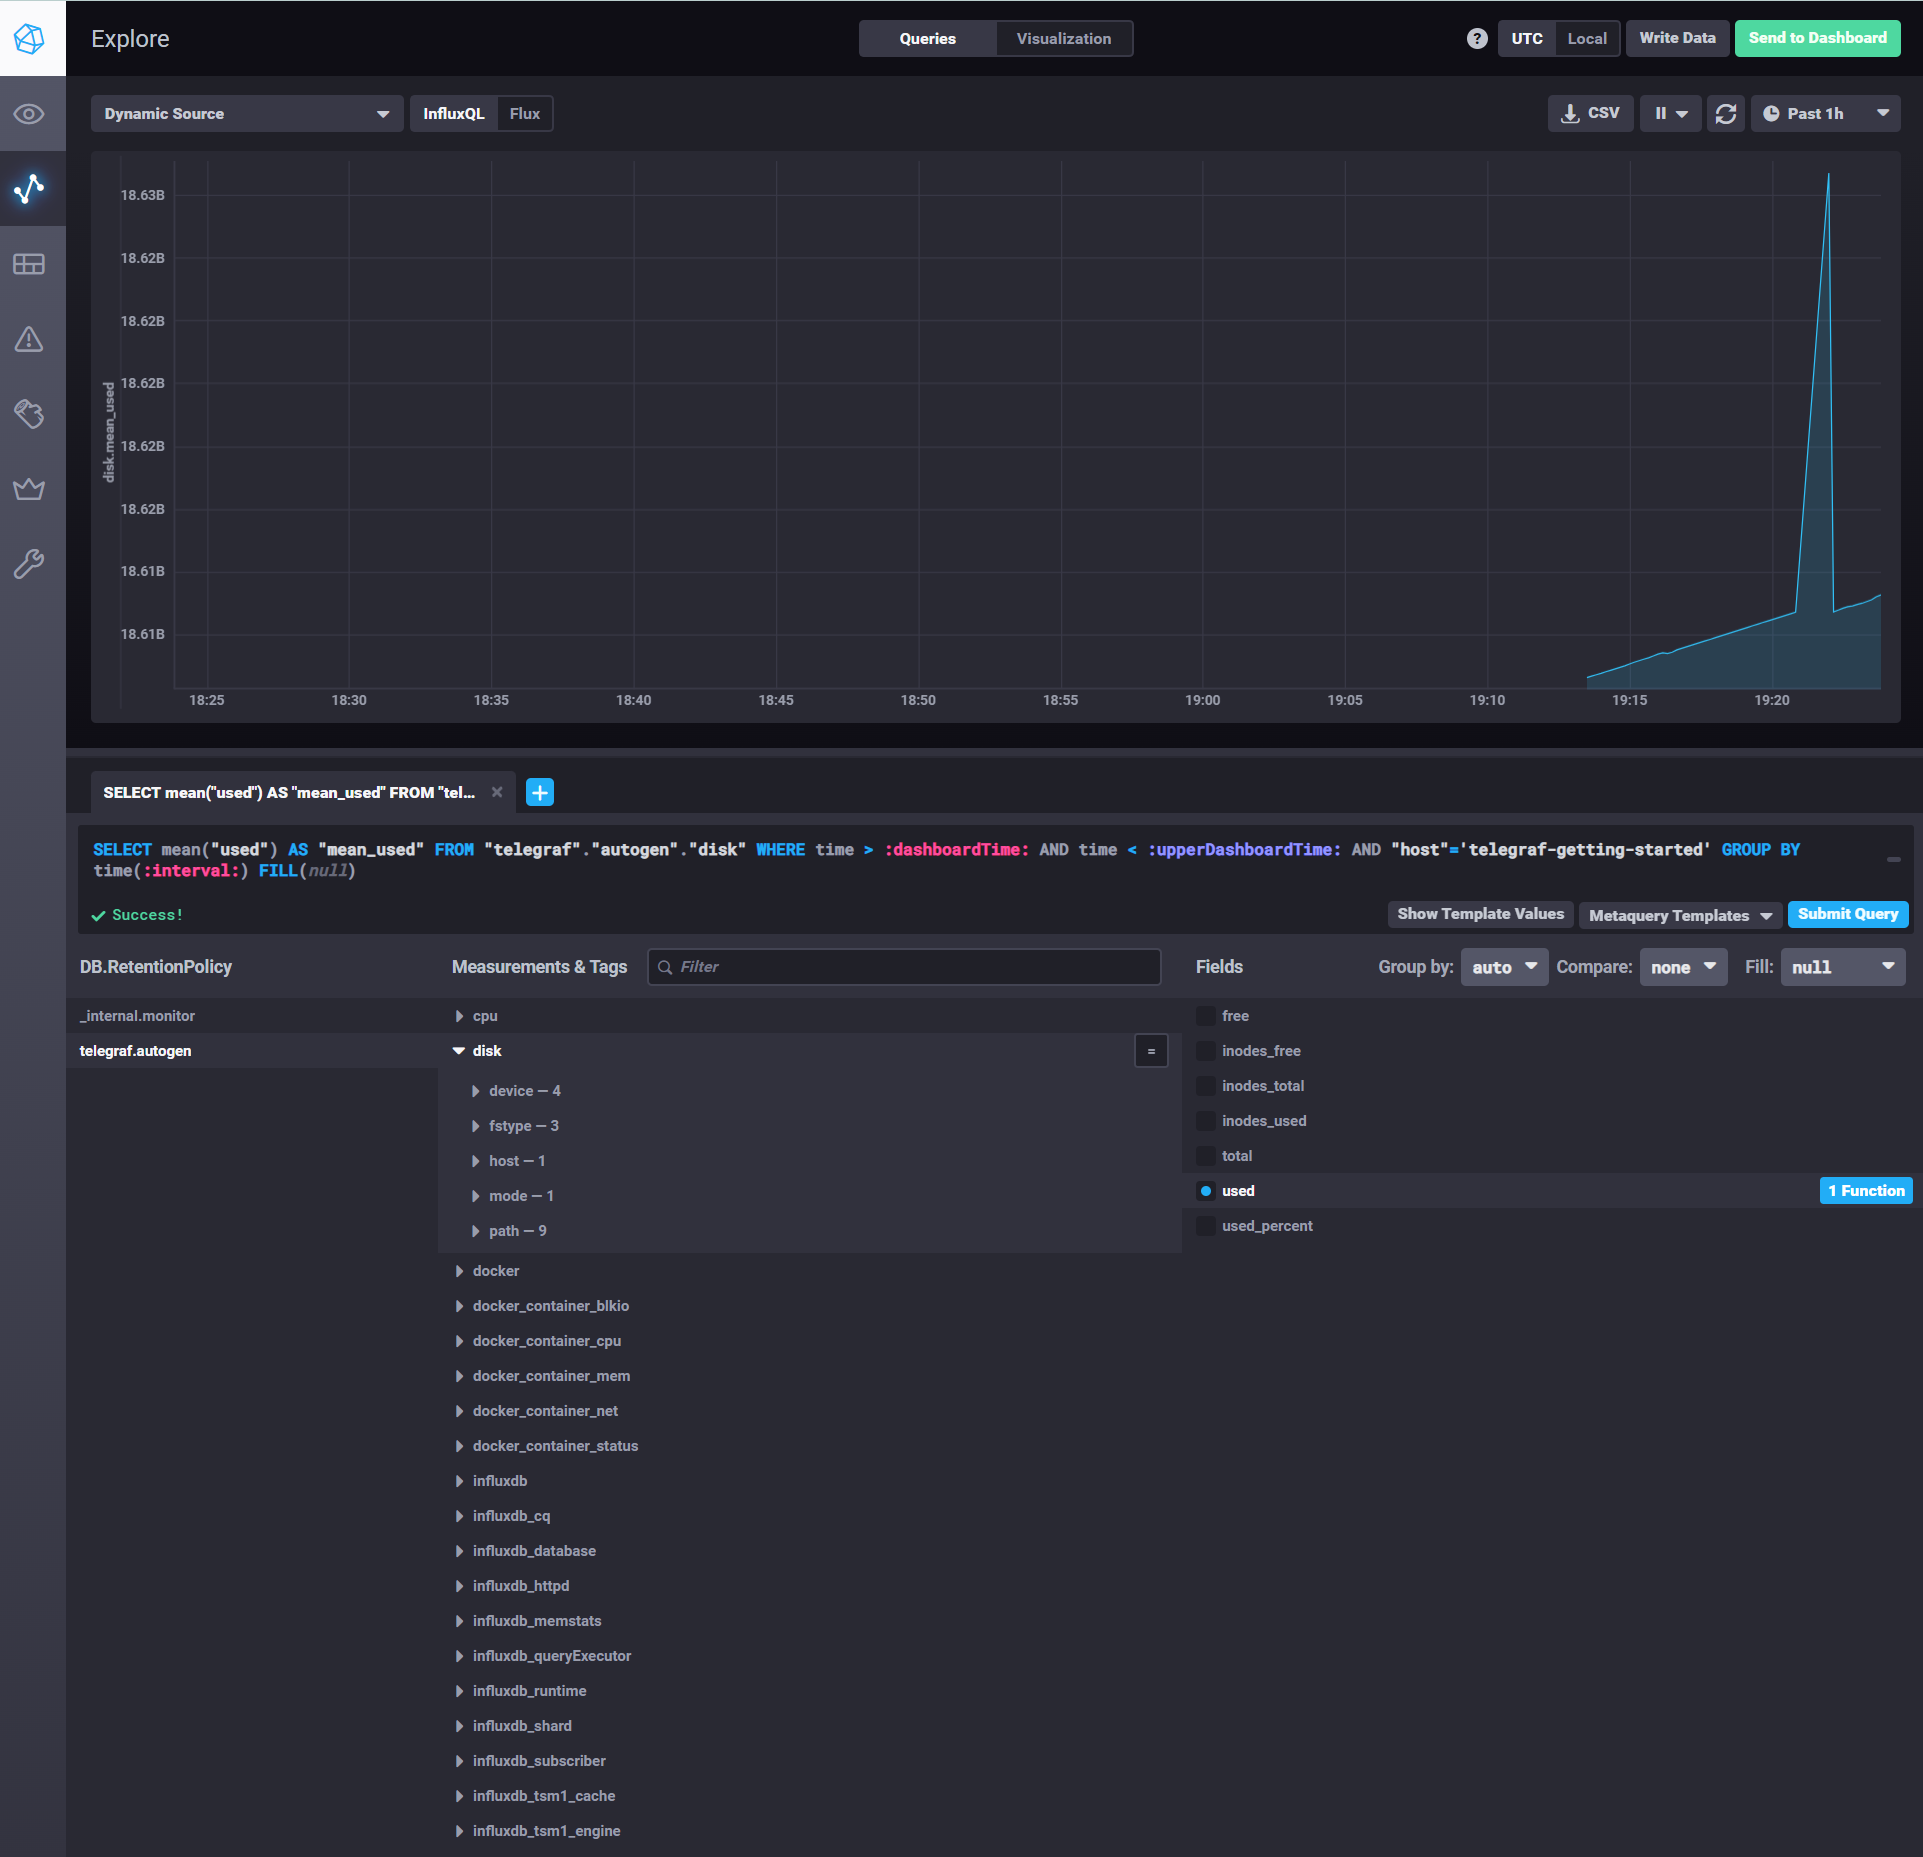 Explore
Queries
Visualization
?
UTC
Local
Write Data
Send to Dashboard
Dynamic Source
InfluxQL
Flux
CSV
Past 1h
18.63B
18.62B
18.62B
18.62B
18.62B
18.62B
18.61B
18.61B
disk.mean_used
18:25
18:30
18:35
18:40
18:45
18:50
18:55
19:00
19:05
19:10
19:15
19:20
SELECT mean("used") AS "mean_used" FROM "tel...
SELECT mean("used") AS "mean_used" FROM "telegraf"."autogen"."disk" WHERE time > :dashboardTime: AND time < :upperDashboardTime: AND "host"='telegraf-getting-started' GROUP BY
time(:interval:) FILL(null)
Success!
Show Template Values
Metaquery Templates
Submit Query
DB.RetentionPolicy
Measurements & Tags
Filter
Fields
Group by:
auto
Compare:
none
Fill:
null
_internal.monitor
telegraf.autogen
cpu
disk
=
device — 4
fstype — 3
host — 1
mode — 1
path — 9
docker
docker_container_blkio
docker_container_cpu
docker_container_mem
docker_container_net
docker_container_status
influxdb
influxdb_cq
influxdb_database
influxdb_httpd
influxdb_memstats
influxdb_queryExecutor
influxdb_runtime
influxdb_shard
influxdb_subscriber
influxdb_tsm1_cache
influxdb_tsm1_engine
free
inodes_free
inodes_total
inodes_used
total
used
1 Function
used_percent